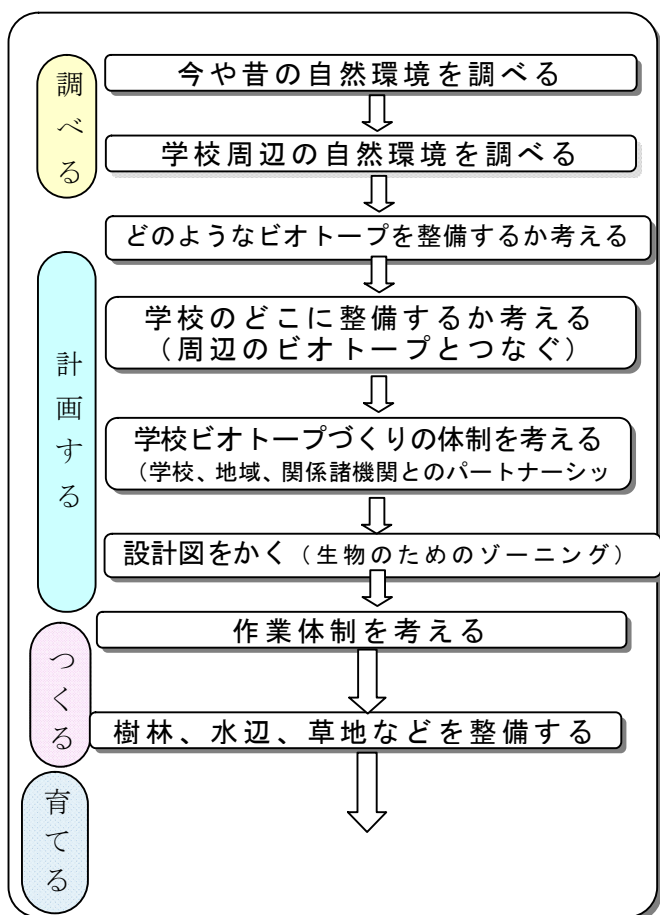 調べる
今や昔の自然環境を調べる
学校周辺の自然環境を調べる
計画する
どのようなビオトープを整備するか考える
学校のどこに整備するか考える
（周辺のビオトープとつなぐ）
学校ビオトープづくりの体制を考える
（学校、地域、関係諸機関とのパートナーシッ
設計図をかく（生物のためのゾーニング）
つくる
作業体制を考える
樹林、水辺、草地などを整備する
育てる